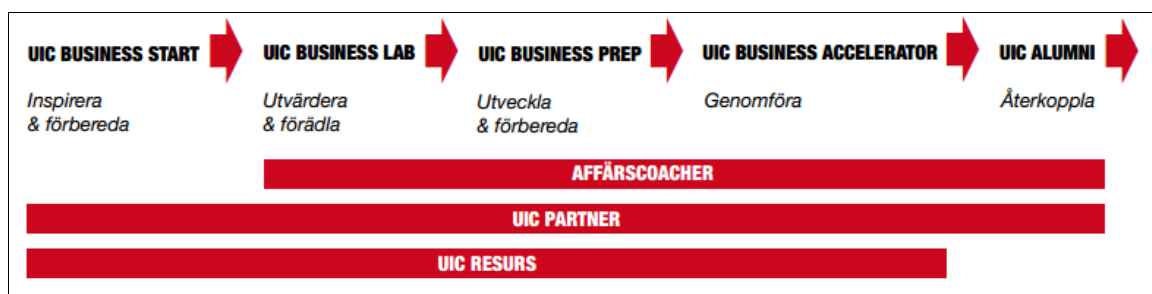 UIC BUSINESS START
UIC BUSINESS LAB
UIC BUSINESS PREP
UIC BUSINESS ACCELERATOR
UIC ALUMNI
Inspirera
& förbereda
Utvärdera
& förädla
Utveckla
& förbereda
Genomföra
Återkoppla
AFFÄRSCOACHER
UIC PARTNER
UIC RESURS